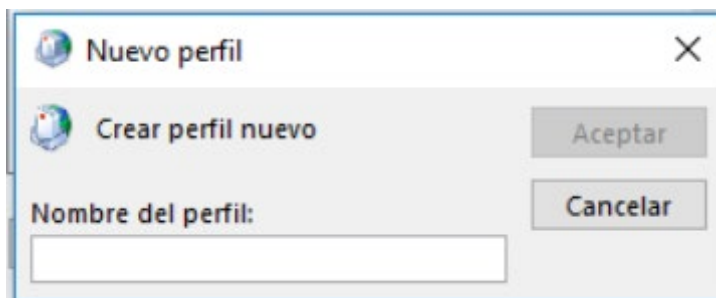 Nuevo perfil
Crear perfil nuevo
Aceptar
Nombre del perfil:
Cancelar